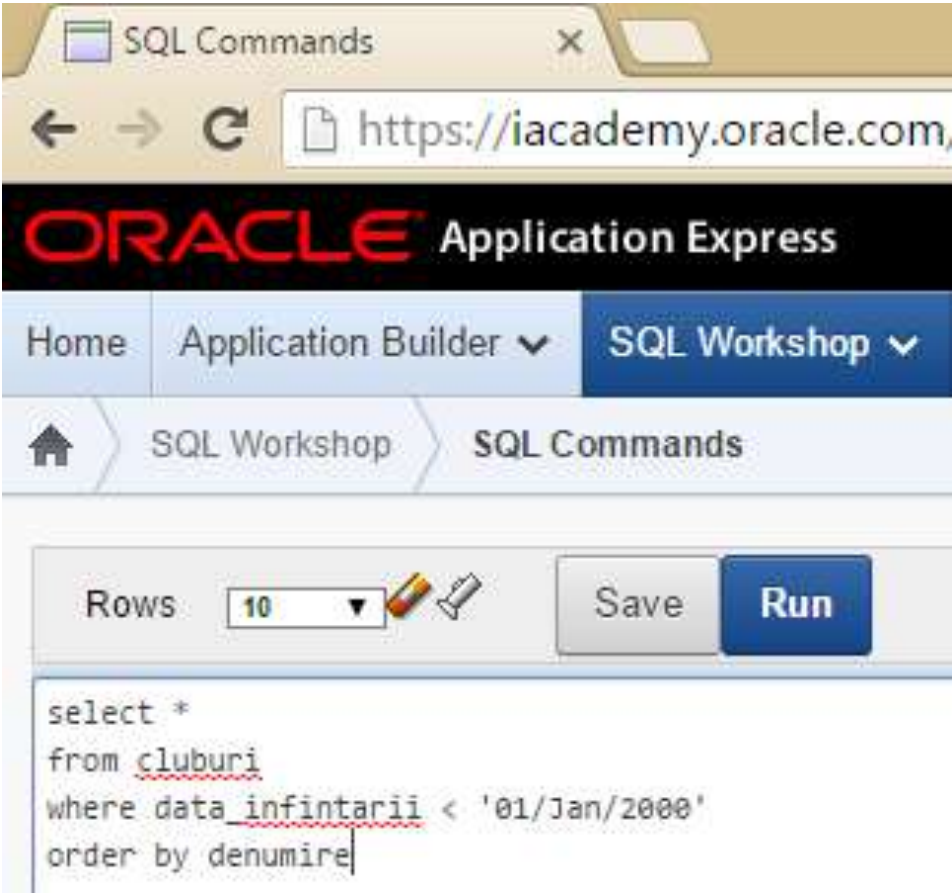 SQL Commands
https://iacademy.oracle.com/
ORACLE Application Express
Home Application Builder SQL Workshop
SQL Workshop SQL Commands
Rows 10 Save Run
select *
from cluburi
where data_infintarii < '01/Jan/2000'
order by denumire